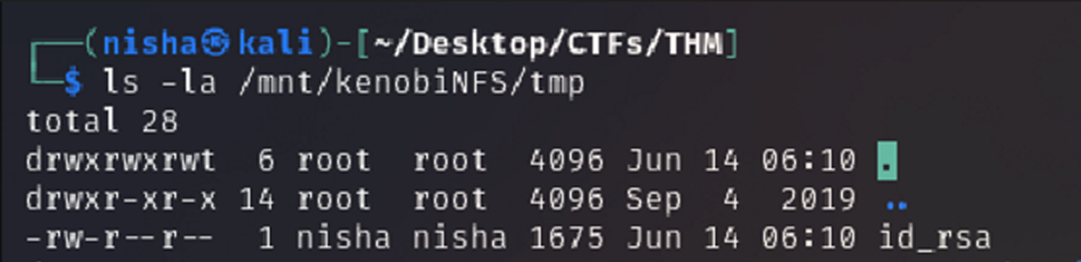 ┌──(nisha㉿kali)-[~/Desktop/CTFs/THM]
└─$ ls -la /mnt/kenobiNFS/tmp
total 28
drwxrwxrwt  6 root  root  4096 Jun 14 06:10 .
drwxr-xr-x 14 root  root  4096 Sep  4  2019 ..
-rw-r--r--  1 nisha nisha 1675 Jun 14 06:10 id_rsa